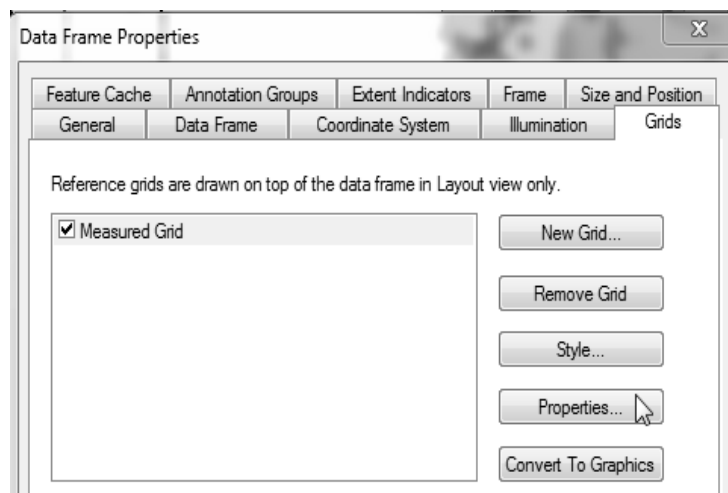 Data Frame Properties
X
Feature Cache Annotation Groups Extent Indicators Frame Size and Position
General Data Frame Coordinate System Illumination Grids
Reference grids are drawn on top of the data frame in Layout view only.
Measured Grid
New Grid...
Remove Grid
Style...
Properties...
Convert To Graphics